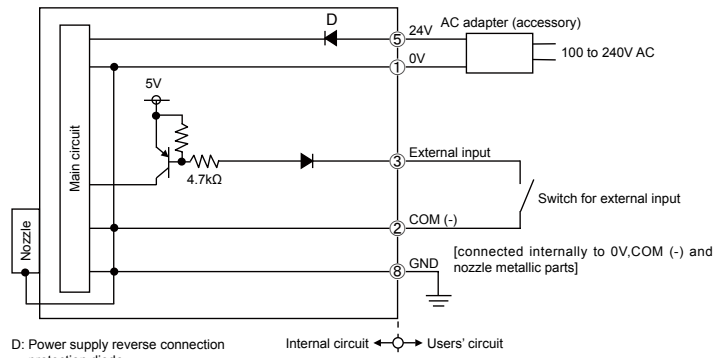 D
5 24V
AC adapter (accessory)
1 0V
100 to 240V AC
5V
Main circuit
4.7kΩ
3 External input
Switch for external input
2 COM (-)
Nozzle
[connected internally to 0V,COM (-) and
nozzle metallic parts]
8 GND
D: Power supply reverse connection
protection diode
Internal circuit
Users' circuit